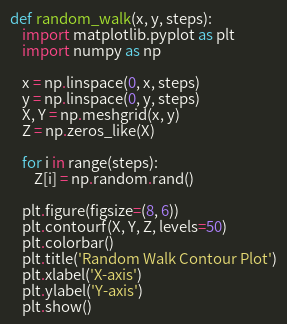 def random_walk(x, y, steps):
    import matplotlib.pyplot as plt
    import numpy as np

    x = np.linspace(0, x, steps)
    y = np.linspace(0, y, steps)
    X, Y = np.meshgrid(x, y)
    Z = np.zeros_like(X)

    for i in range(steps):
        Z[i] = np.random.rand()

    plt.figure(figsize=(8, 6))
    plt.contourf(X, Y, Z, levels=50)
    plt.colorbar()
    plt.title('Random Walk Contour Plot')
    plt.xlabel('X-axis')
    plt.ylabel('Y-axis')
    plt.show()